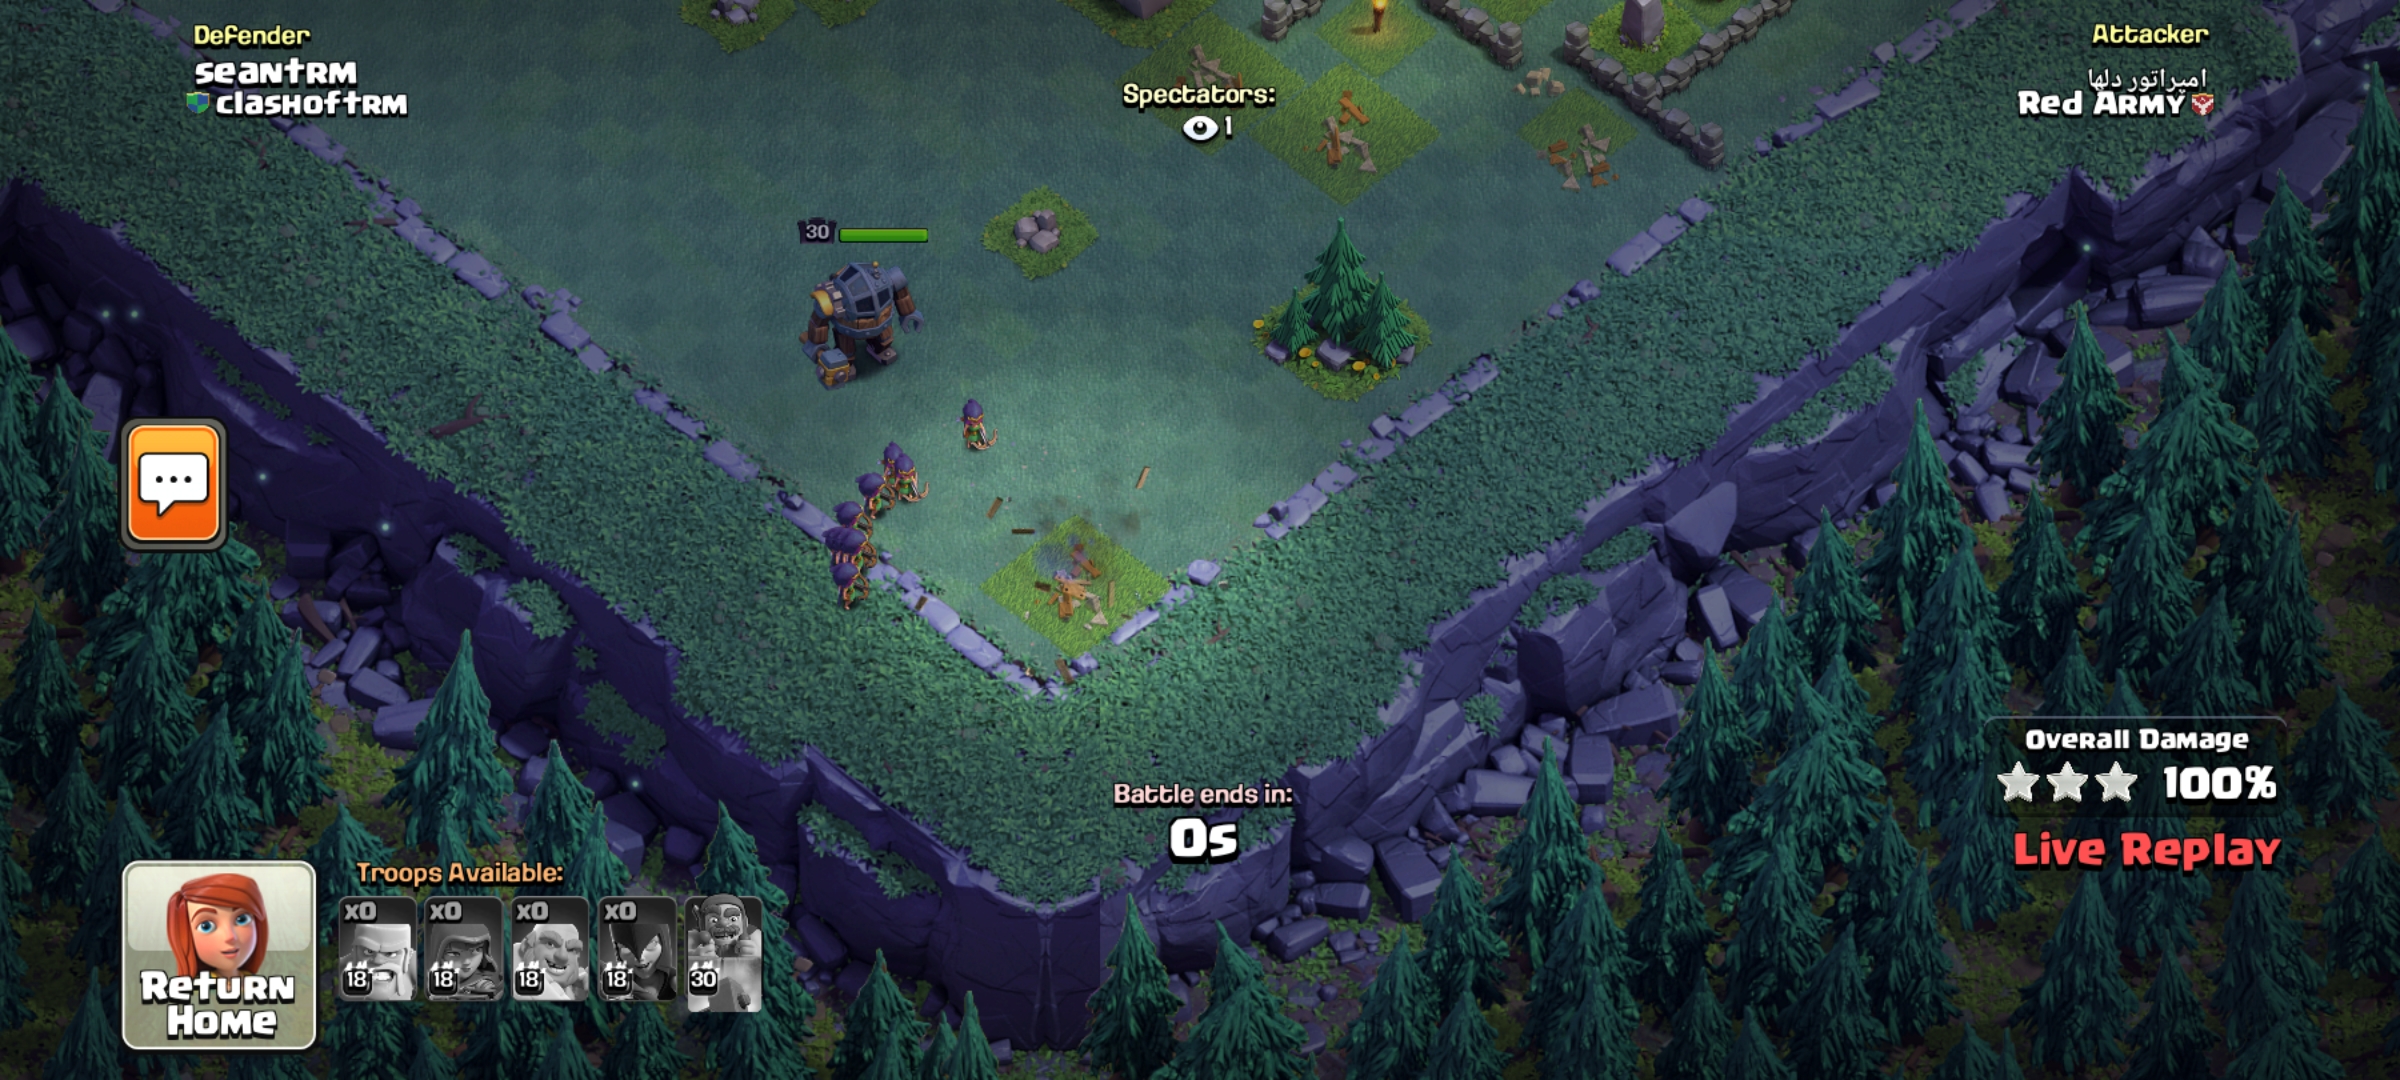 Defender
seantRM
clashoftRM
Spectators:
1
Attacker
امپراتور دلها
Red Army
30
Battle ends in:
0s
Overall Damage
100%
Live Replay
Troops Available:
x0 x0 x0 x0
18 18 18 18 30
Return
Home